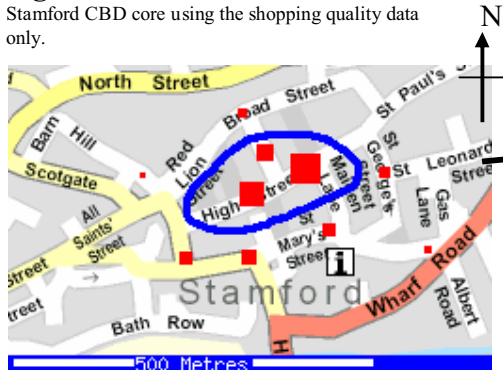 Stamford CBD core using the shopping quality data
only.
N
North Street
Broad Street
St Paul's
Barn Hill
Red Lion Street
Scotgate
High Street
Maiden Lane
St George's Street
St Leonard
Street
All Saints' Street
St Mary's Street
Gas Lane
i
Stamford
Wharf Road
Albert Road
Street
treet
Bath Row
H
500 Metres